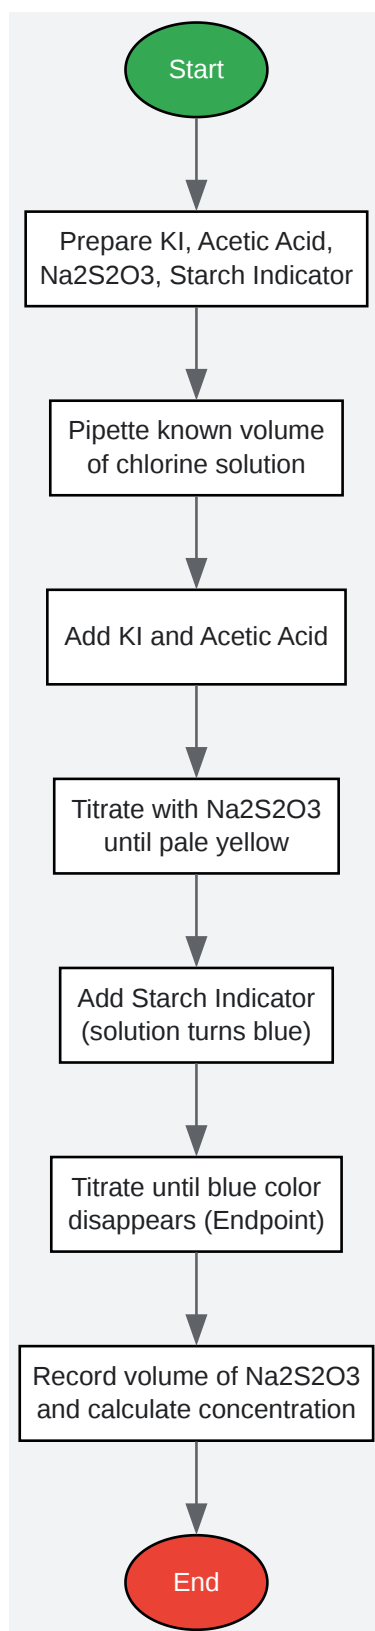 Start
Prepare KI, Acetic Acid,
Na2S2O3, Starch Indicator
Pipette known volume
of chlorine solution
Add KI and Acetic Acid
Titrate with Na2S2O3
until pale yellow
Add Starch Indicator
(solution turns blue)
Titrate until blue color
disappears (Endpoint)
Record volume of Na2S2O3
and calculate concentration
End